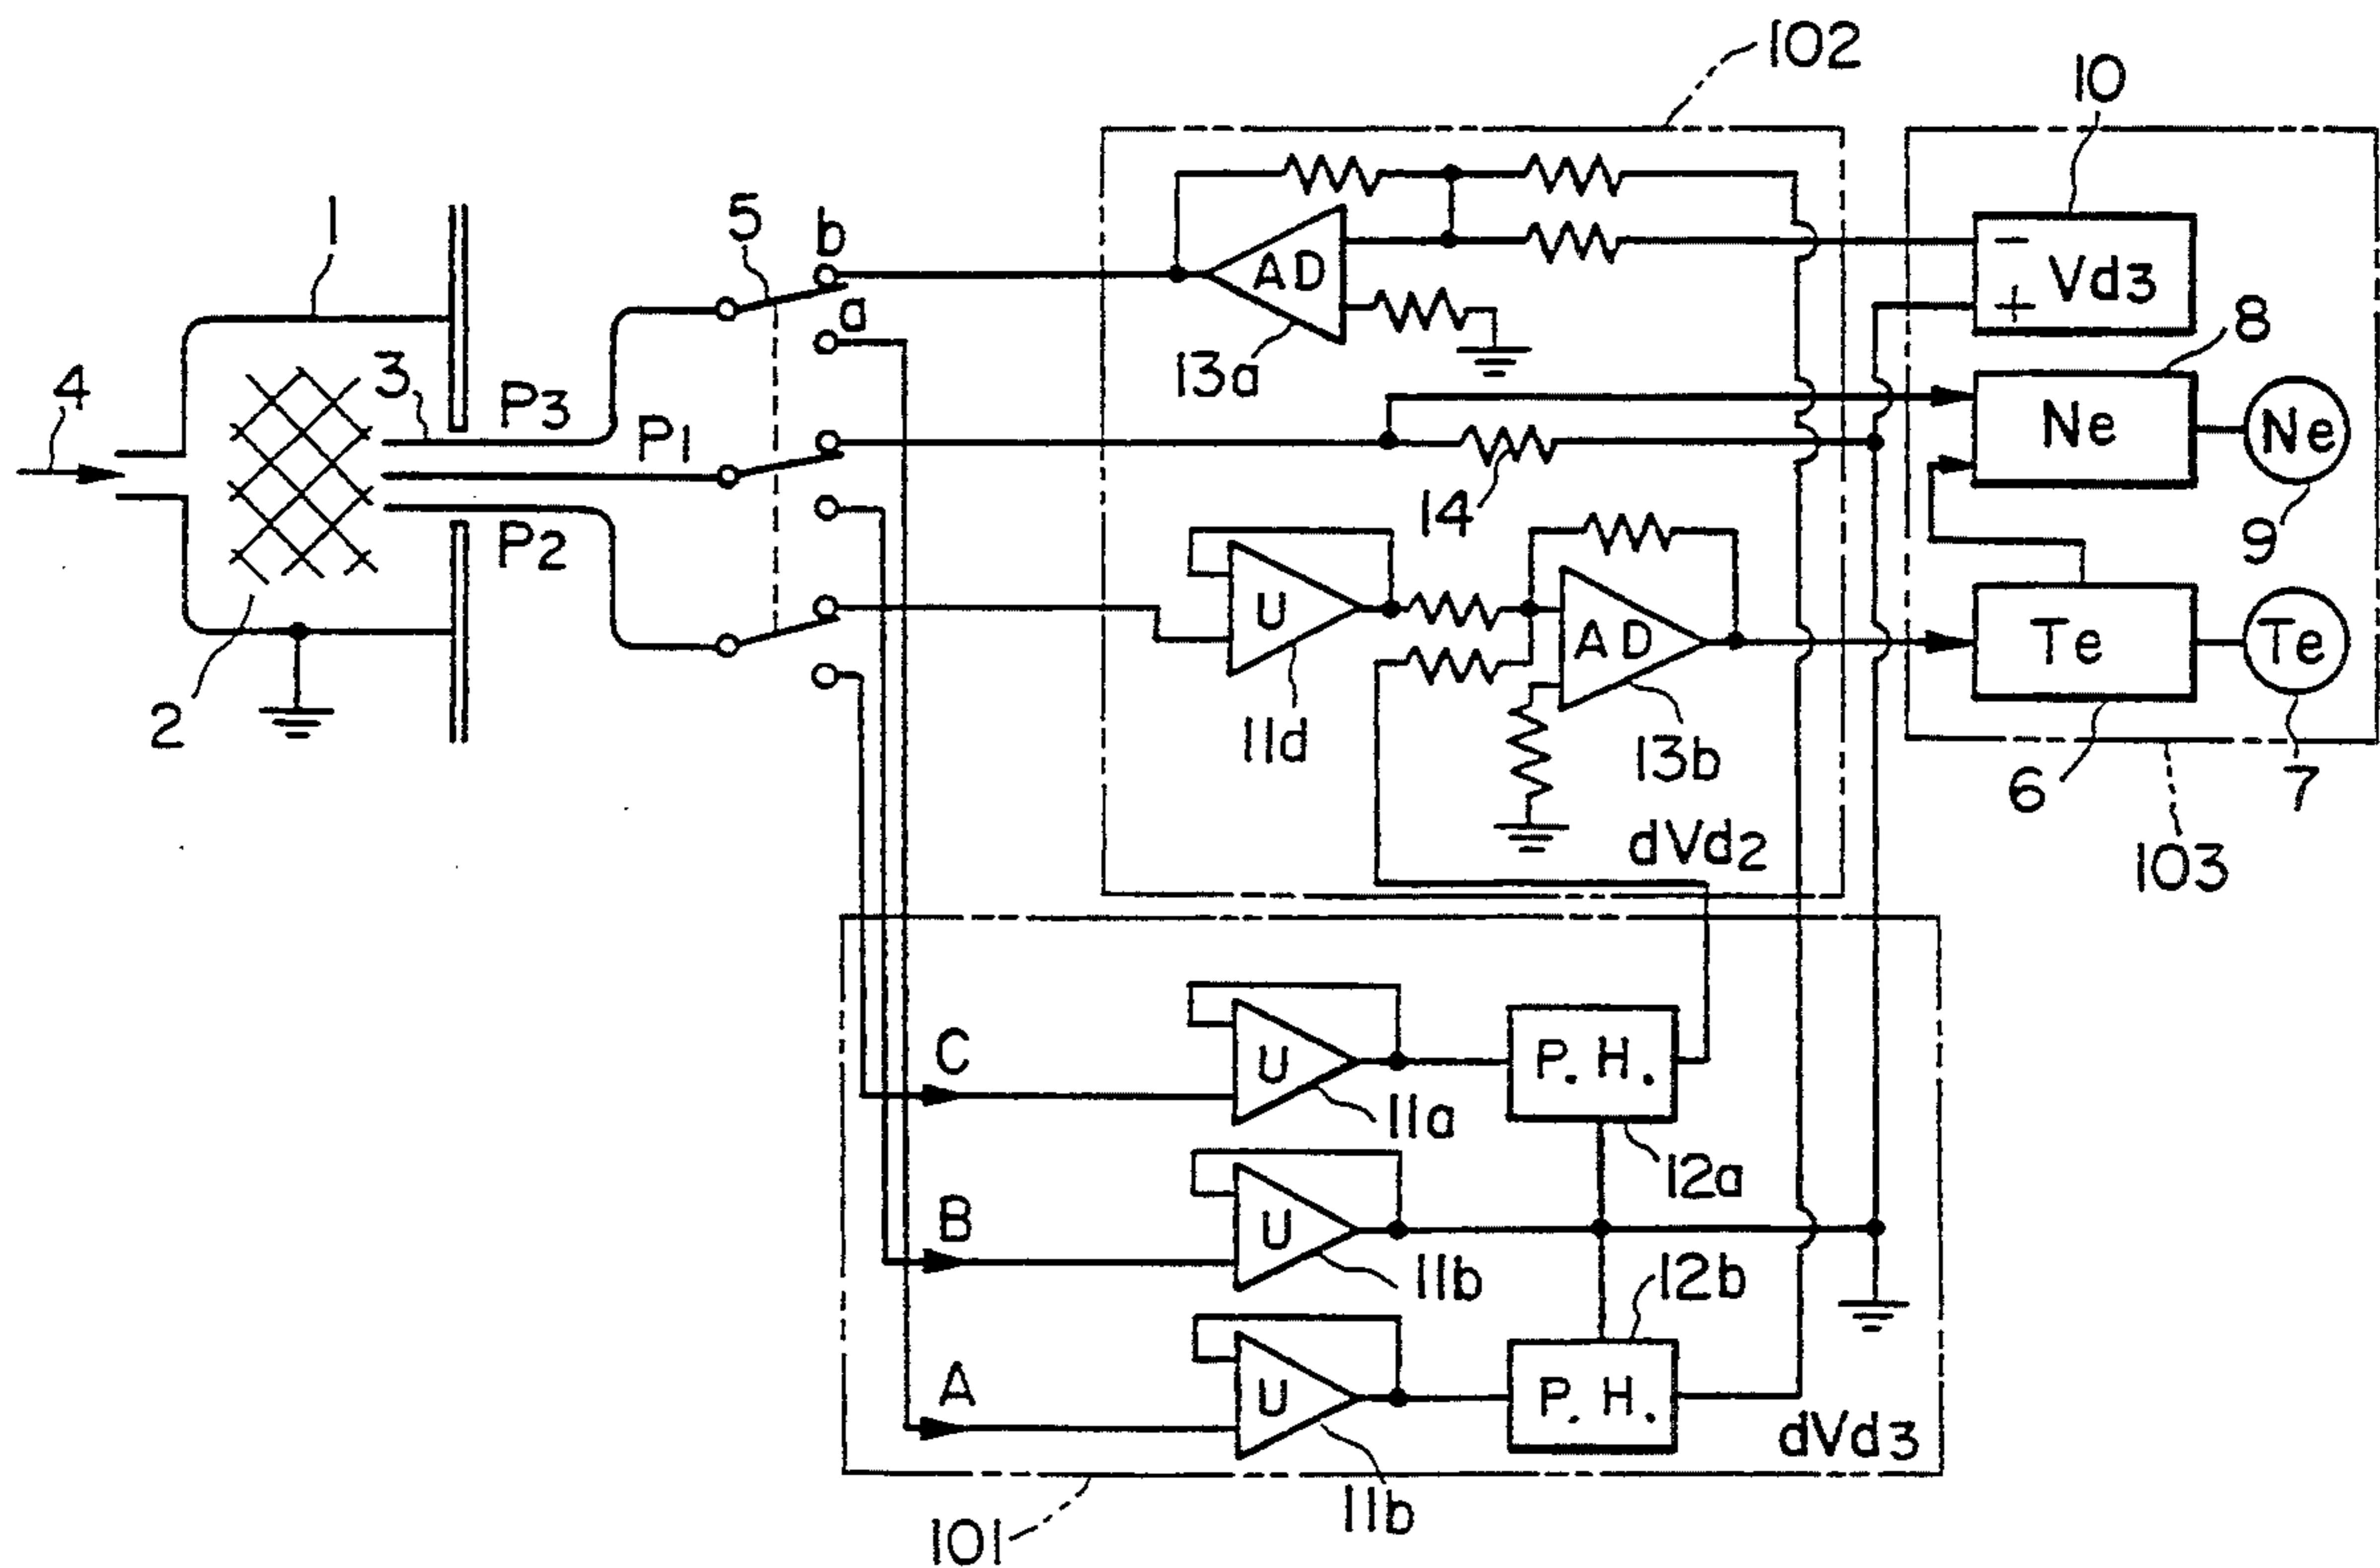 102
10
1
5
b
a
AD
13a
−
Vd3
+
8
4
3
P3
P1
P2
Ne
Ne
9
14
U
11d
AD
13b
Te
Te
2
6
7
dVd2
103
C
U
11a
P. H.
12a
B
U
11b
12b
A
U
11b
P. H.
dVd3
101